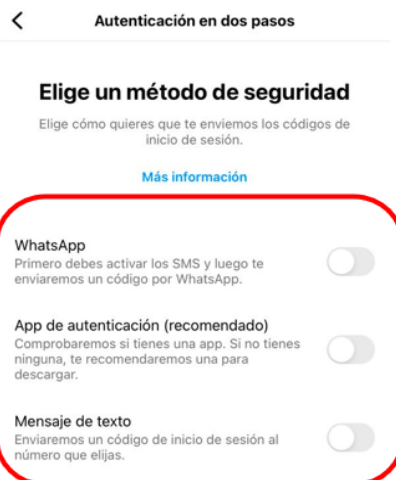 Autenticación en dos pasos
Elige un método de seguridad
Elige cómo quieres que te enviemos los códigos de
inicio de sesión.
Más información
WhatsApp
Primero debes activar los SMS y luego te
enviaremos un código por WhatsApp.
App de autenticación (recomendado)
Comprobaremos si tienes una app. Si no tienes
ninguna, te recomendaremos una para
descargar.
Mensaje de texto
Enviaremos un código de inicio de sesión al
número que elijas.